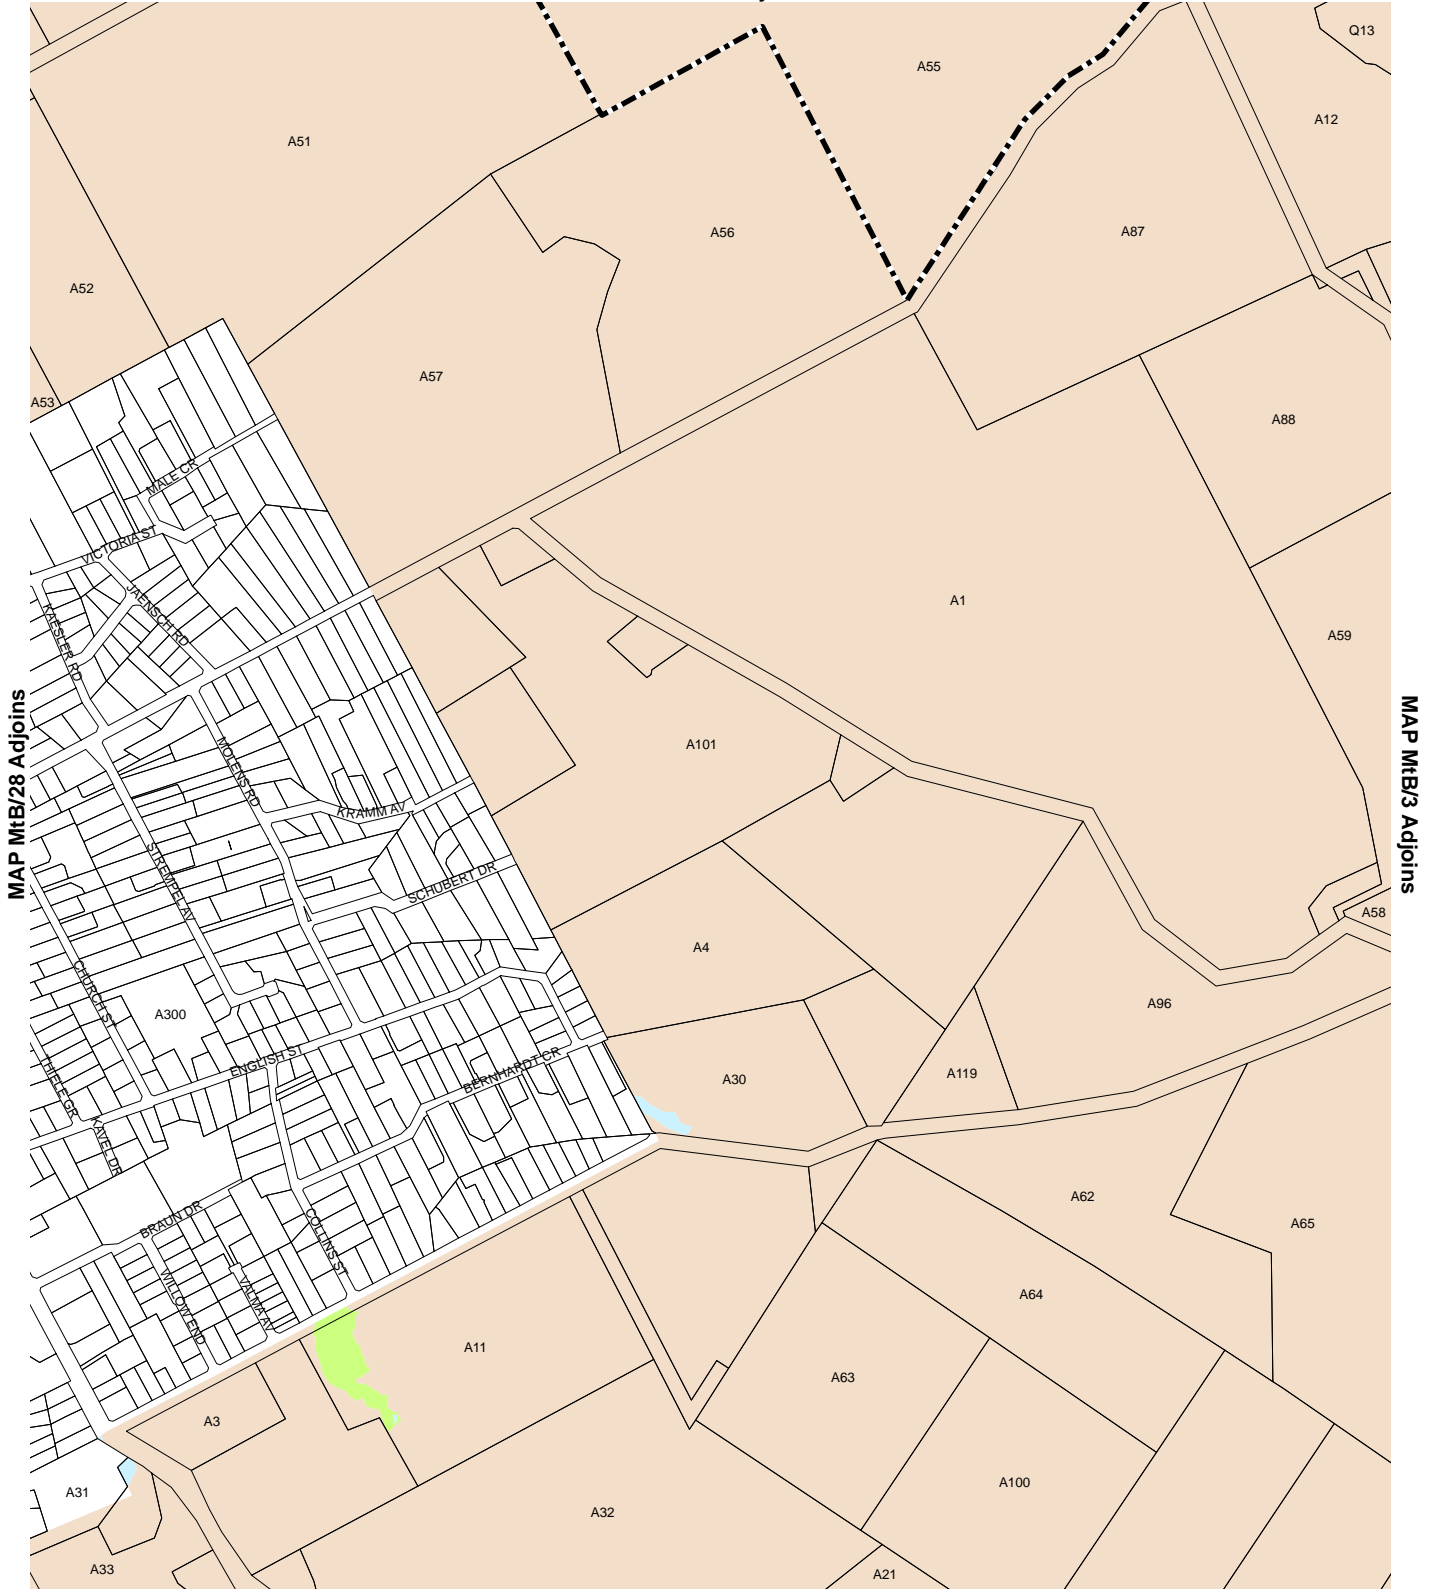 Q13
A55
A12
A51
A56
A87
A52
A57
A53
A88
MALE CR
VICTORIA ST
JAENSCH RD
KAESLER RD
A1
A59
MAP MtB/28 Adjoins
MAP MtB/3 Adjoins
A101
MOLENS RD
KRAMM AV
STREMPEL AV
SCHUBERT DR
A58
A4
CHURCH ST
A300
A96
ENGLISH ST
BERNHARDT CR
A30
A119
THIELE GR
KAVEL DR
A62
BRAUN DR
A65
COLLINS ST
WILLOW END
VALMA AV
A64
A11
A63
A3
A31
A100
A32
A33
A21